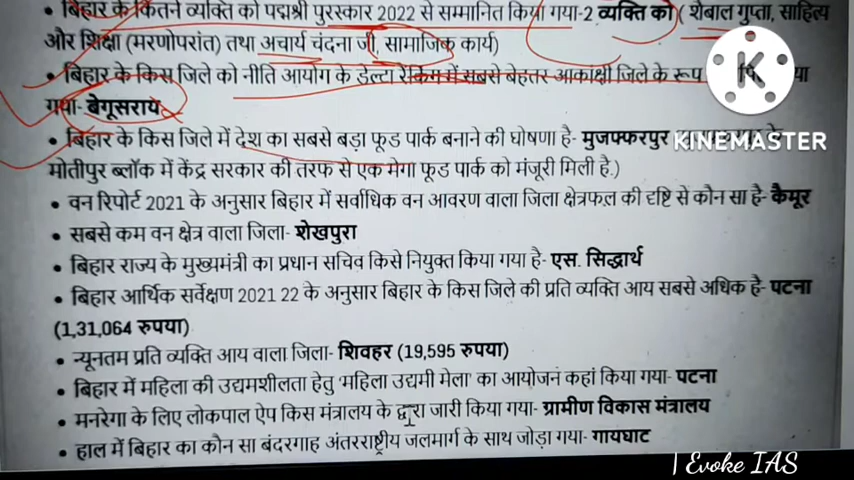 • बिहार के कितने व्यक्ति को पद्मश्री पुरस्कार 2022 से सम्मानित किया गया-2 व्यक्ति को ( शैबाल गुप्ता, साहित्य
और शिक्षा (मरणोपरांत) तथा अचार्य चंदना जी, सामाजिक कार्य)
• बिहार के किस जिले को नीति आयोग के डेल्टा रैंकिंग में सबसे बेहतर आकांक्षी जिले के रूप
गया- बेगूसराय
• बिहार के किस जिले में देश का सबसे बड़ा फूड पार्क बनाने की घोषणा है- मुजफ्फरपुर
मोतीपुर ब्लॉक में केंद्र सरकार की तरफ से एक मेगा फूड पार्क को मंजूरी मिली है.)
• वन रिपोर्ट 2021 के अनुसार बिहार में सर्वाधिक वन आवरण वाला जिला क्षेत्रफल की दृष्टि से कौन सा है- कैमूर
• सबसे कम वन क्षेत्र वाला जिला- शेखपुरा
• बिहार राज्य के मुख्यमंत्री का प्रधान सचिव किसे नियुक्त किया गया है- एस. सिद्धार्थ
• बिहार आर्थिक सर्वेक्षण 2021 22 के अनुसार बिहार के किस जिले की प्रति व्यक्ति आय सबसे अधिक है- पटना
(1,31,064 रुपया)
• न्यूनतम प्रति व्यक्ति आय वाला जिला- शिवहर (19,595 रुपया)
• बिहार में महिला की उद्यमशीलता हेतु 'महिला उद्यमी मेला' का आयोजन कहां किया गया- पटना
• मनरेगा के लिए लोकपाल ऐप किस मंत्रालय के द्वारा जारी किया गया- ग्रामीण विकास मंत्रालय
• हाल में बिहार का कौन सा बंदरगाह अंतरराष्ट्रीय जलमार्ग के साथ जोड़ा गया- गायघाट
KINEMASTER
Evoke IAS